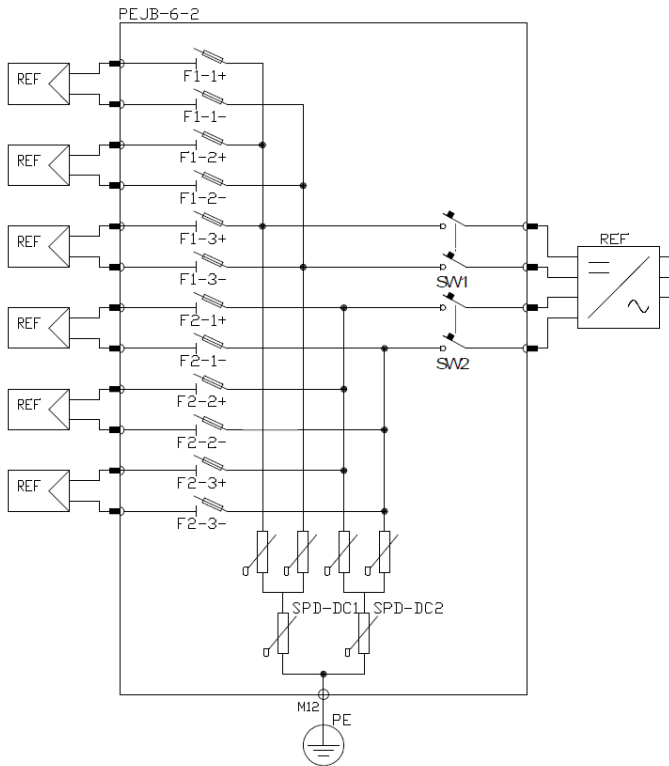 PEJB-6-2
REF
F1-1+
F1-1-
REF
F1-2+
F1-2-
REF
F1-3+
F1-3-
SW1
REF
REF
F2-1+
F2-1-
SW2
REF
F2-2+
F2-2-
REF
F2-3+
F2-3-
SPD-DC1
SPD-DC2
M12
PE